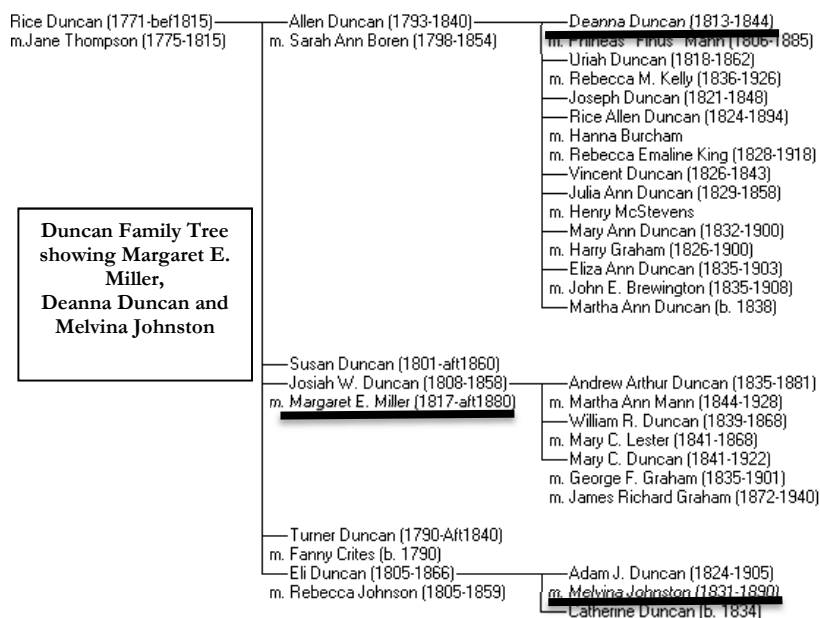 Rice Duncan (1771-bef1815)
m.Jane Thompson (1775-1815)
Allen Duncan (1793-1840)
m. Sarah Ann Boren (1798-1854)
Deanna Duncan (1813-1844)
m. Phineas "Finus" Mann (1806-1885)
Uriah Duncan (1818-1862)
m. Rebecca M. Kelly (1836-1926)
Joseph Duncan (1821-1848)
Rice Allen Duncan (1824-1894)
m. Hanna Burcham
m. Rebecca Emaline King (1828-1918)
Vincent Duncan (1826-1843)
Julia Ann Duncan (1829-1858)
m. Henry McStevens
Mary Ann Duncan (1832-1900)
m. Harry Graham (1826-1900)
Eliza Ann Duncan (1835-1903)
m. John E. Brewington (1835-1908)
Martha Ann Duncan (b. 1838)
Duncan Family Tree
showing Margaret E.
Miller,
Deanna Duncan and
Melvina Johnston
Susan Duncan (1801-aft1860)
Josiah W. Duncan (1808-1858)
m. Margaret E. Miller (1817-aft1880)
Andrew Arthur Duncan (1835-1881)
m. Martha Ann Mann (1844-1928)
William R. Duncan (1839-1868)
m. Mary C. Lester (1841-1868)
Mary C. Duncan (1841-1922)
m. George F. Graham (1835-1901)
m. James Richard Graham (1872-1940)
Turner Duncan (1790-Aft1840)
m. Fanny Crites (b. 1790)
Eli Duncan (1805-1866)
m. Rebecca Johnson (1805-1859)
Adam J. Duncan (1824-1905)
m. Melvina Johnston (1831-1890)
Catherine Duncan (b. 1834)